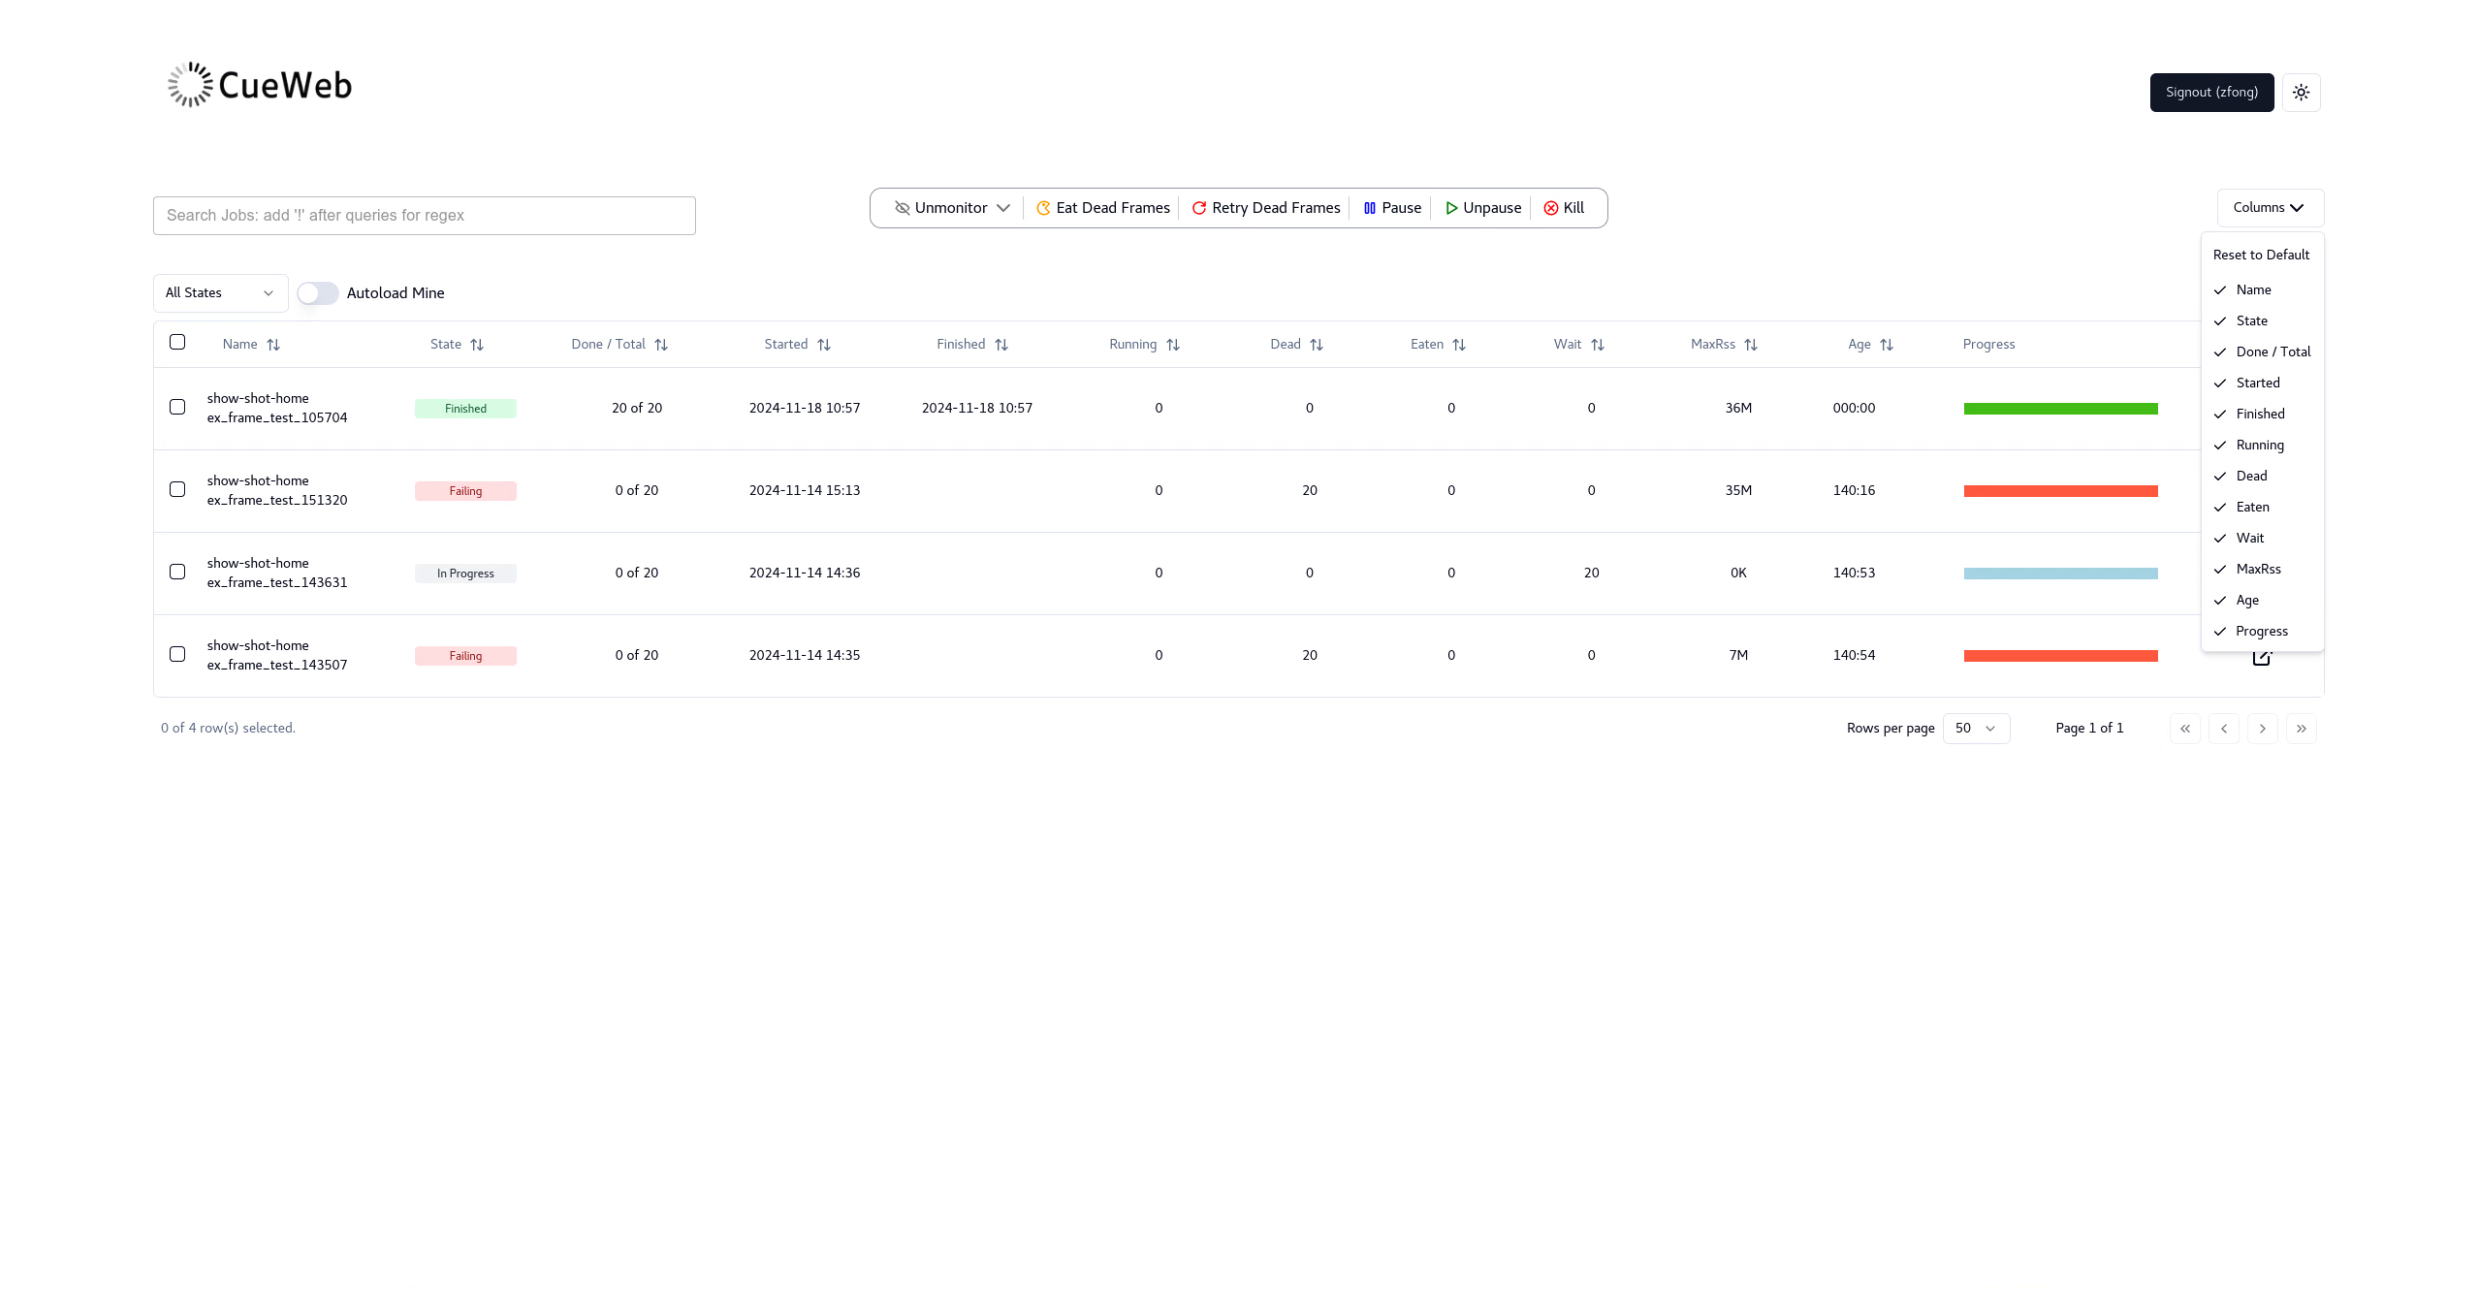 CueWeb
Signout (zfong)
Search Jobs: add '!' after queries for regex
Unmonitor Eat Dead Frames Retry Dead Frames Pause Unpause Kill
Columns
Reset to Default
Name
State
Done / Total
Started
Finished
Running
Dead
Eaten
Wait
MaxRss
Age
Progress
All States Autoload Mine
Name State Done / Total Started Finished Running Dead Eaten Wait MaxRss Age Progress
show-shot-home
ex_frame_test_105704 Finished 20 of 20 2024-11-18 10:57 2024-11-18 10:57 0 0 0 0 36M 000:00
show-shot-home
ex_frame_test_151320 Failing 0 of 20 2024-11-14 15:13 0 20 0 0 35M 140:16
show-shot-home
ex_frame_test_143631 In Progress 0 of 20 2024-11-14 14:36 0 0 0 20 0K 140:53
show-shot-home
ex_frame_test_143507 Failing 0 of 20 2024-11-14 14:35 0 20 0 0 7M 140:54
0 of 4 row(s) selected. Rows per page 50 Page 1 of 1